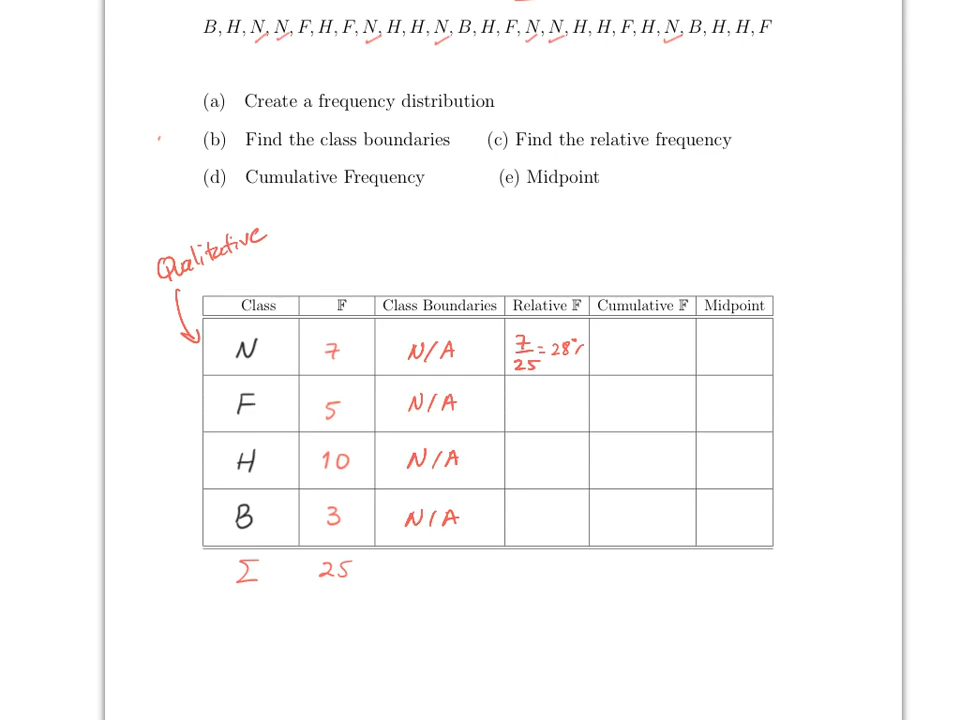 B, H, N, N, F, H, F, N, H, H, N, B, H, F, N, N, H, H, F, H, N, B, H, H, F
(a) Create a frequency distribution
(b) Find the class boundaries (c) Find the relative frequency
(d) Cumulative Frequency (e) Midpoint
Qualitative
Class 𝔽 Class Boundaries Relative 𝔽 Cumulative 𝔽 Midpoint
N 7 N/A 7/25 = 28%
F 5 N/A
H 10 N/A
B 3 N/A
Σ 25